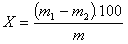 X = (m₁ − m₂) 100 / m